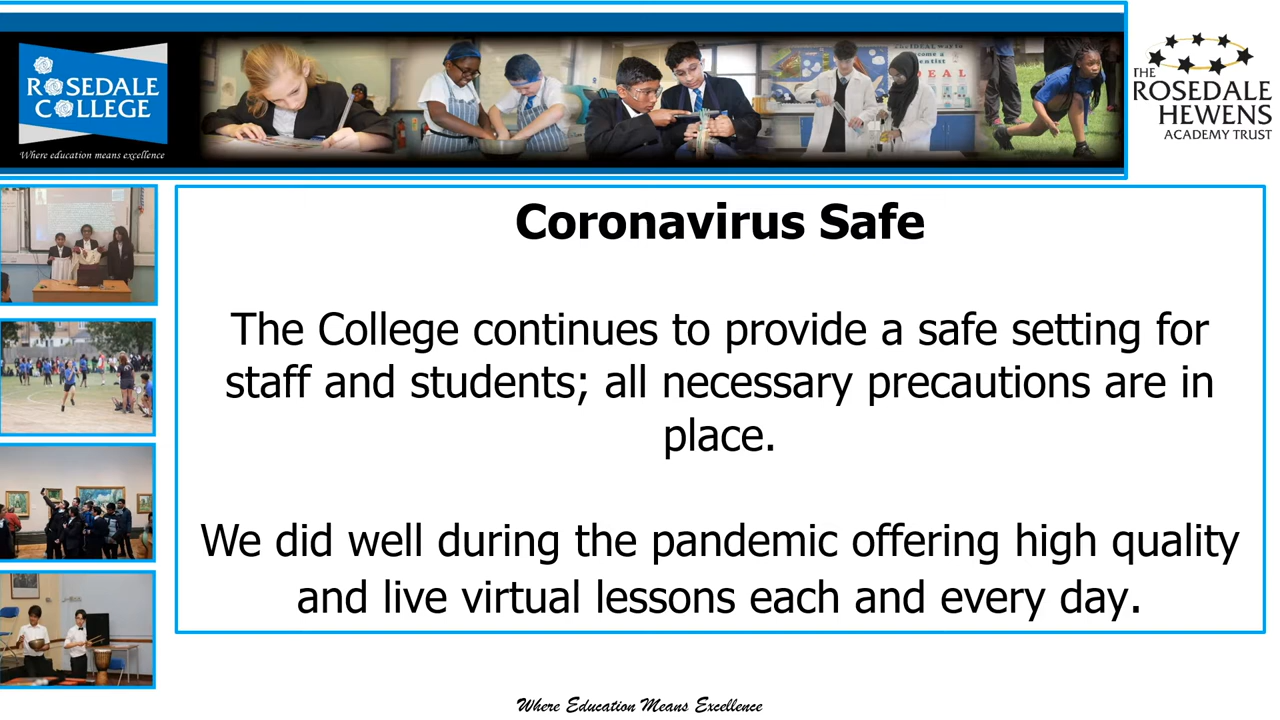 ROSEDALE
COLLEGE
Where education means excellence
IDEAL
THE
ROSEDALE
HEWENS
ACADEMY TRUST
Coronavirus Safe
The College continues to provide a safe setting for
staff and students; all necessary precautions are in
place.
We did well during the pandemic offering high quality
and live virtual lessons each and every day.
Where Education Means Excellence